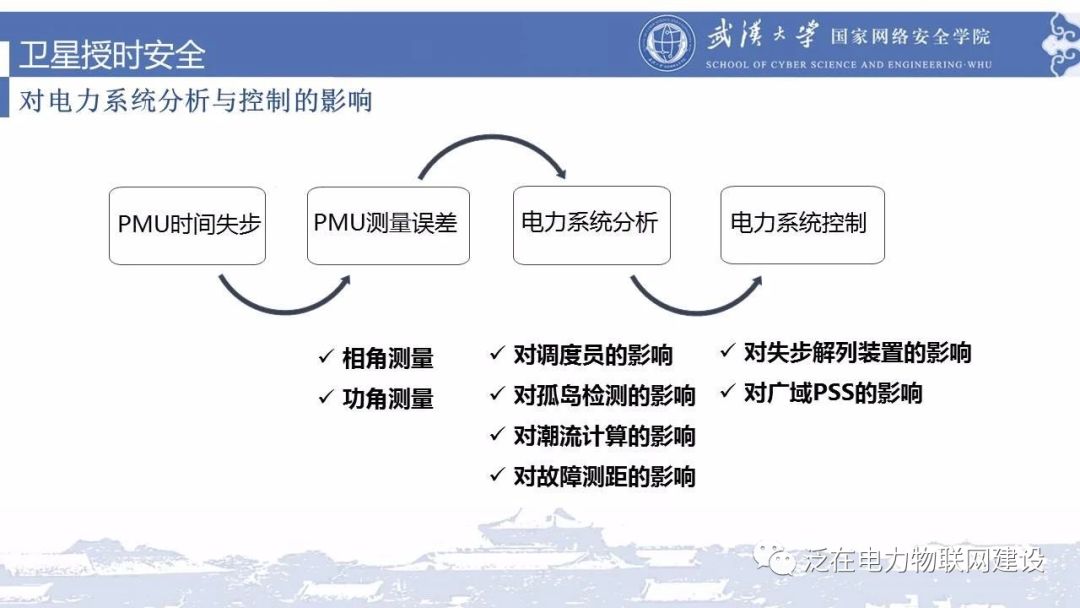 卫星授时安全
武汉大学 国家网络安全学院
SCHOOL OF CYBER SCIENCE AND ENGINEERING·WHU
对电力系统分析与控制的影响
PMU时间失步
PMU测量误差
电力系统分析
电力系统控制
✓ 相角测量
✓ 功角测量
✓ 对调度员的影响
✓ 对孤岛检测的影响
✓ 对潮流计算的影响
✓ 对故障测距的影响
✓ 对失步解列装置的影响
✓ 对广域PSS的影响
泛在电力物联网建设